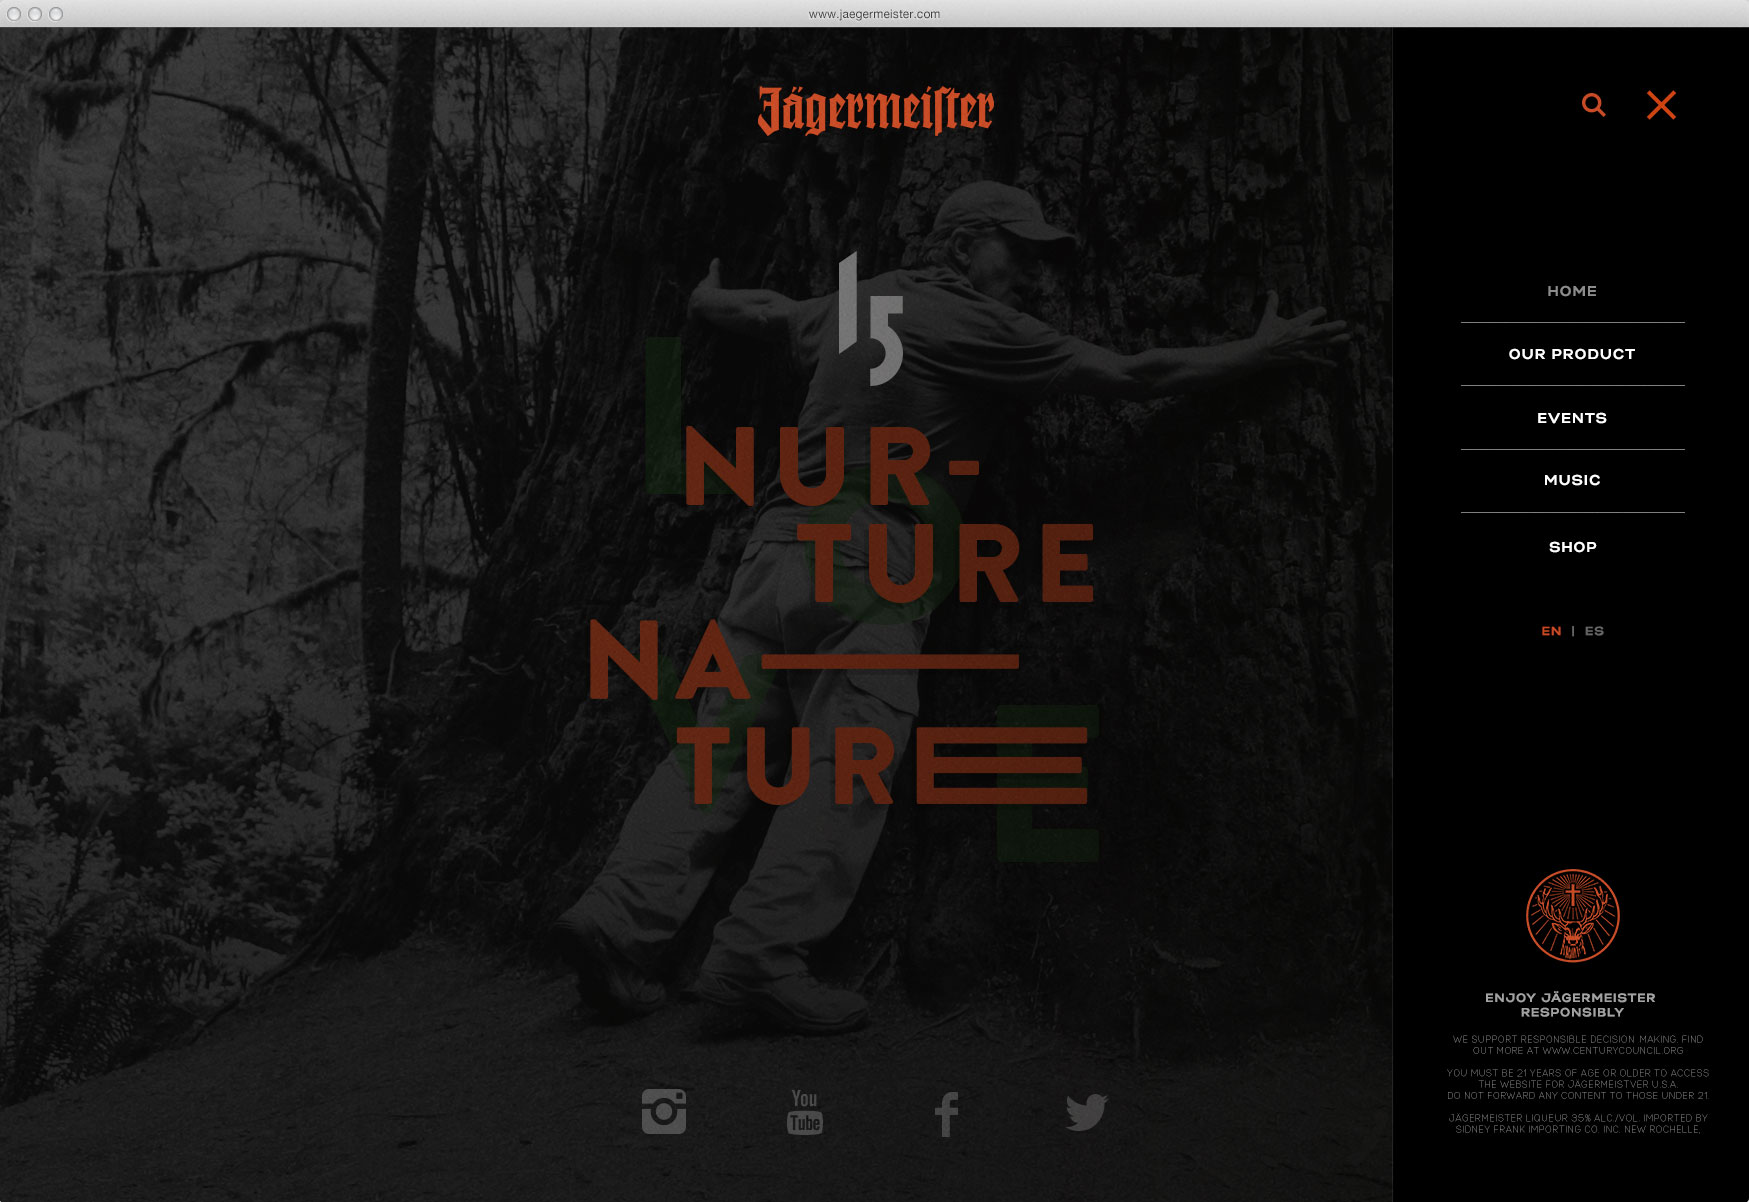 www.jaegermeister.com
Jägermeiſter
15
NUR-
TURE
NA
TURE
LOVE
HOME
OUR PRODUCT
EVENTS
MUSIC
SHOP
EN | ES
ENJOY JÄGERMEISTER
RESPONSIBLY
WE SUPPORT RESPONSIBLE DECISION MAKING. FIND
OUT MORE AT WWW.CENTURYCOUNCIL.ORG
YOU MUST BE 21 YEARS OF AGE OR OLDER TO ACCESS
THE WEBSITE FOR JÄGERMEISTVER U.S.A.
DO NOT FORWARD ANY CONTENT TO THOSE UNDER 21.
JÄGERMEISTER LIQUEUR 35% ALC./VOL. IMPORTED BY
SIDNEY FRANK IMPORTING CO. INC. NEW ROCHELLE,
You
Tube